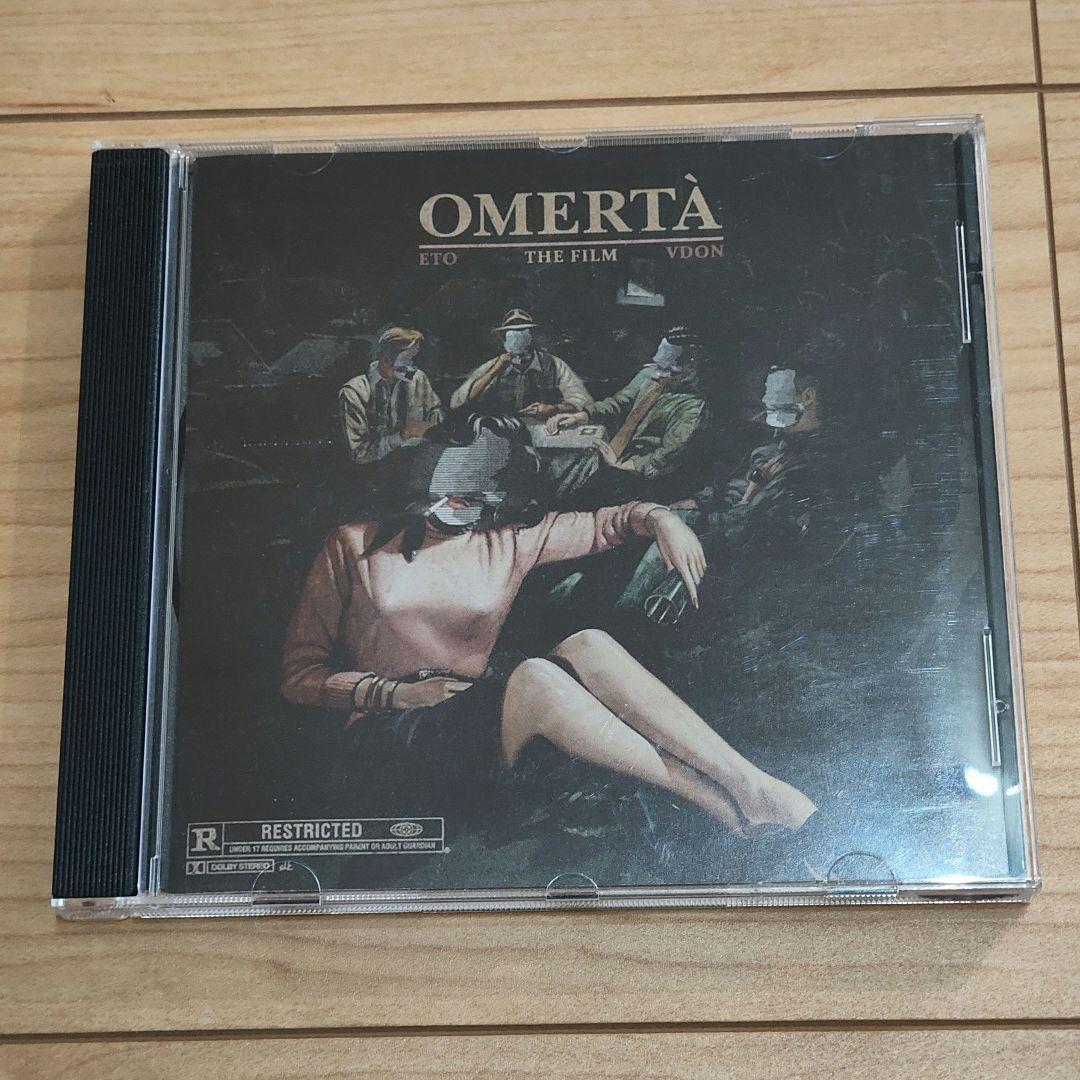 OMERTÀ
ETO THE FILM VDON
R RESTRICTED
UNDER 17 REQUIRES ACCOMPANYING PARENT OR ADULT GUARDIAN
DOLBY STEREO